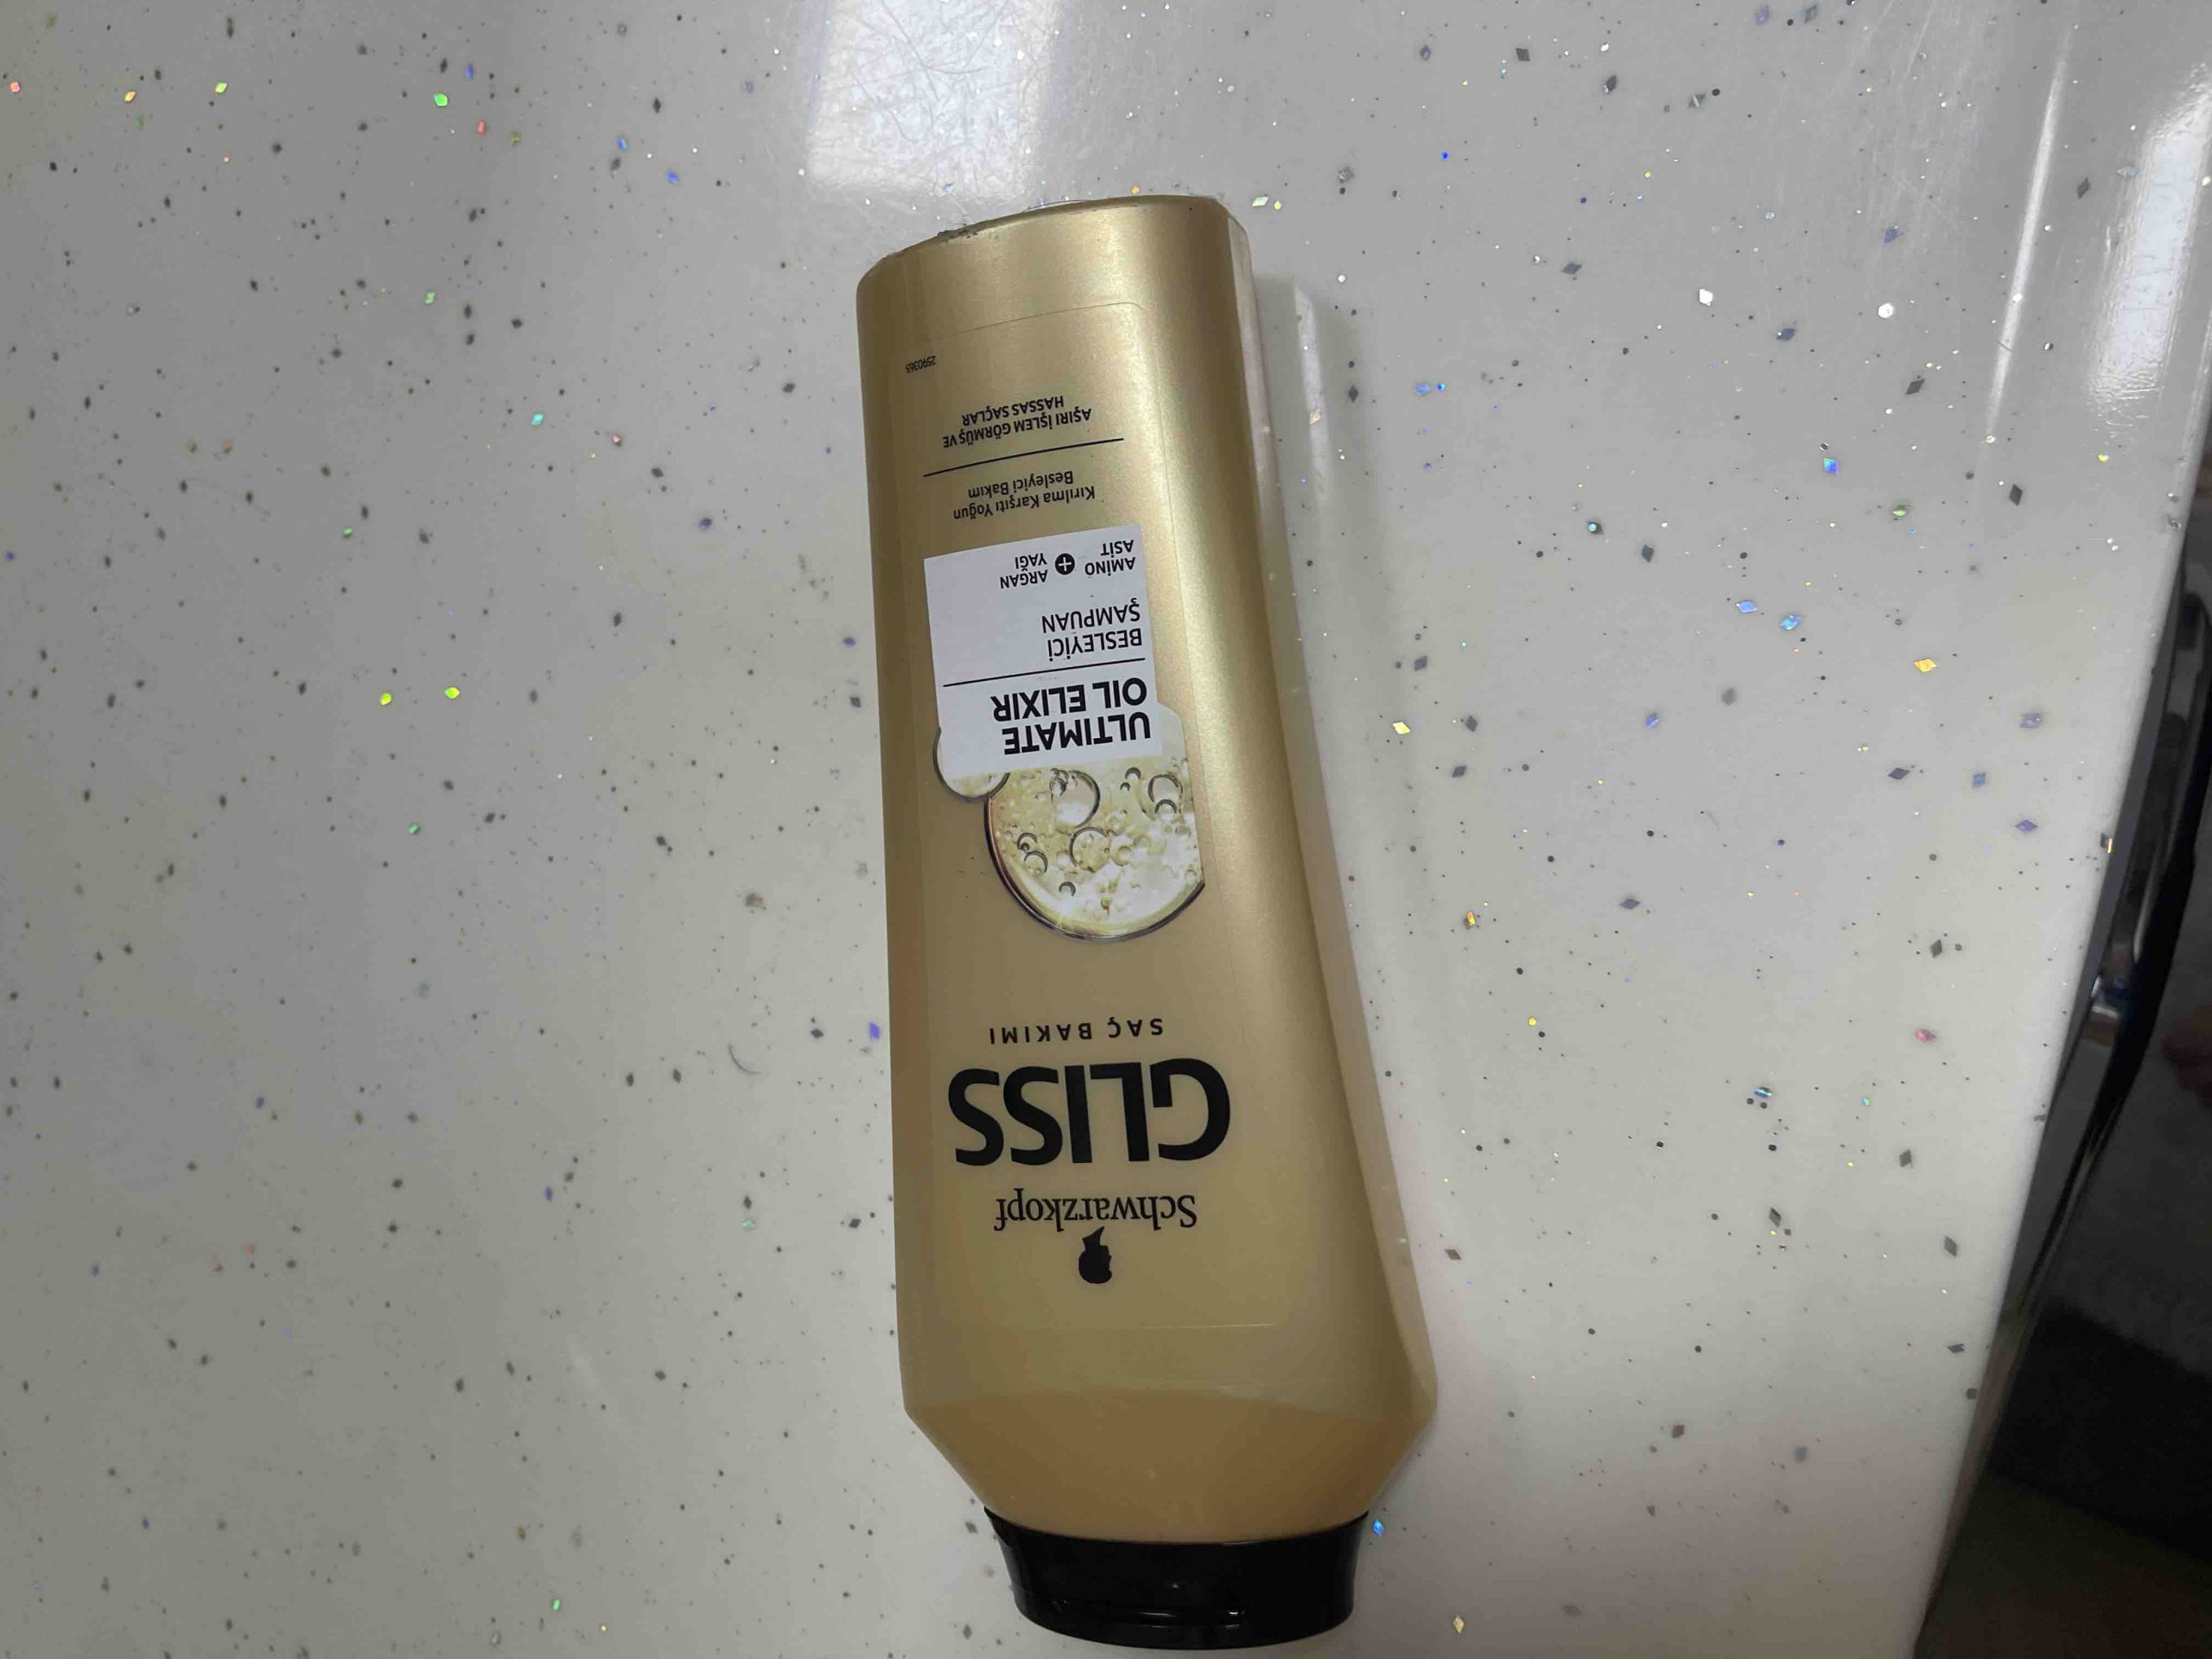 Schwarzkopf
GLISS
SAÇ BAKIMI
ULTIMATE
OIL ELIXIR
BESLEYİCİ
ŞAMPUAN
AMİNO
ASİT
+
ARGAN
YAĞI
Kırılma Karşıtı Yoğun
Besleyici Bakım
AŞIRI İŞLEM GÖRMÜŞ VE
HASSAS SAÇLAR
2590365